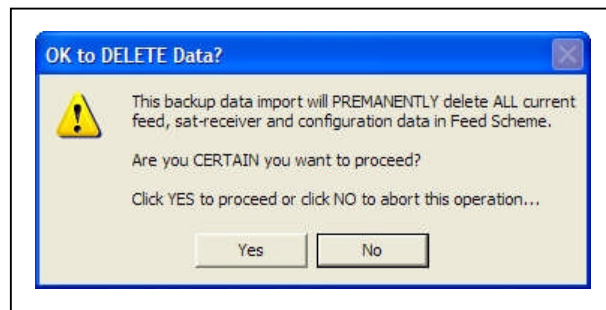 OK to DELETE Data?
This backup data import will PREMANENTLY delete ALL current
feed, sat-receiver and configuration data in Feed Scheme.
Are you CERTAIN you want to proceed?
Click YES to proceed or click NO to abort this operation...
Yes
No